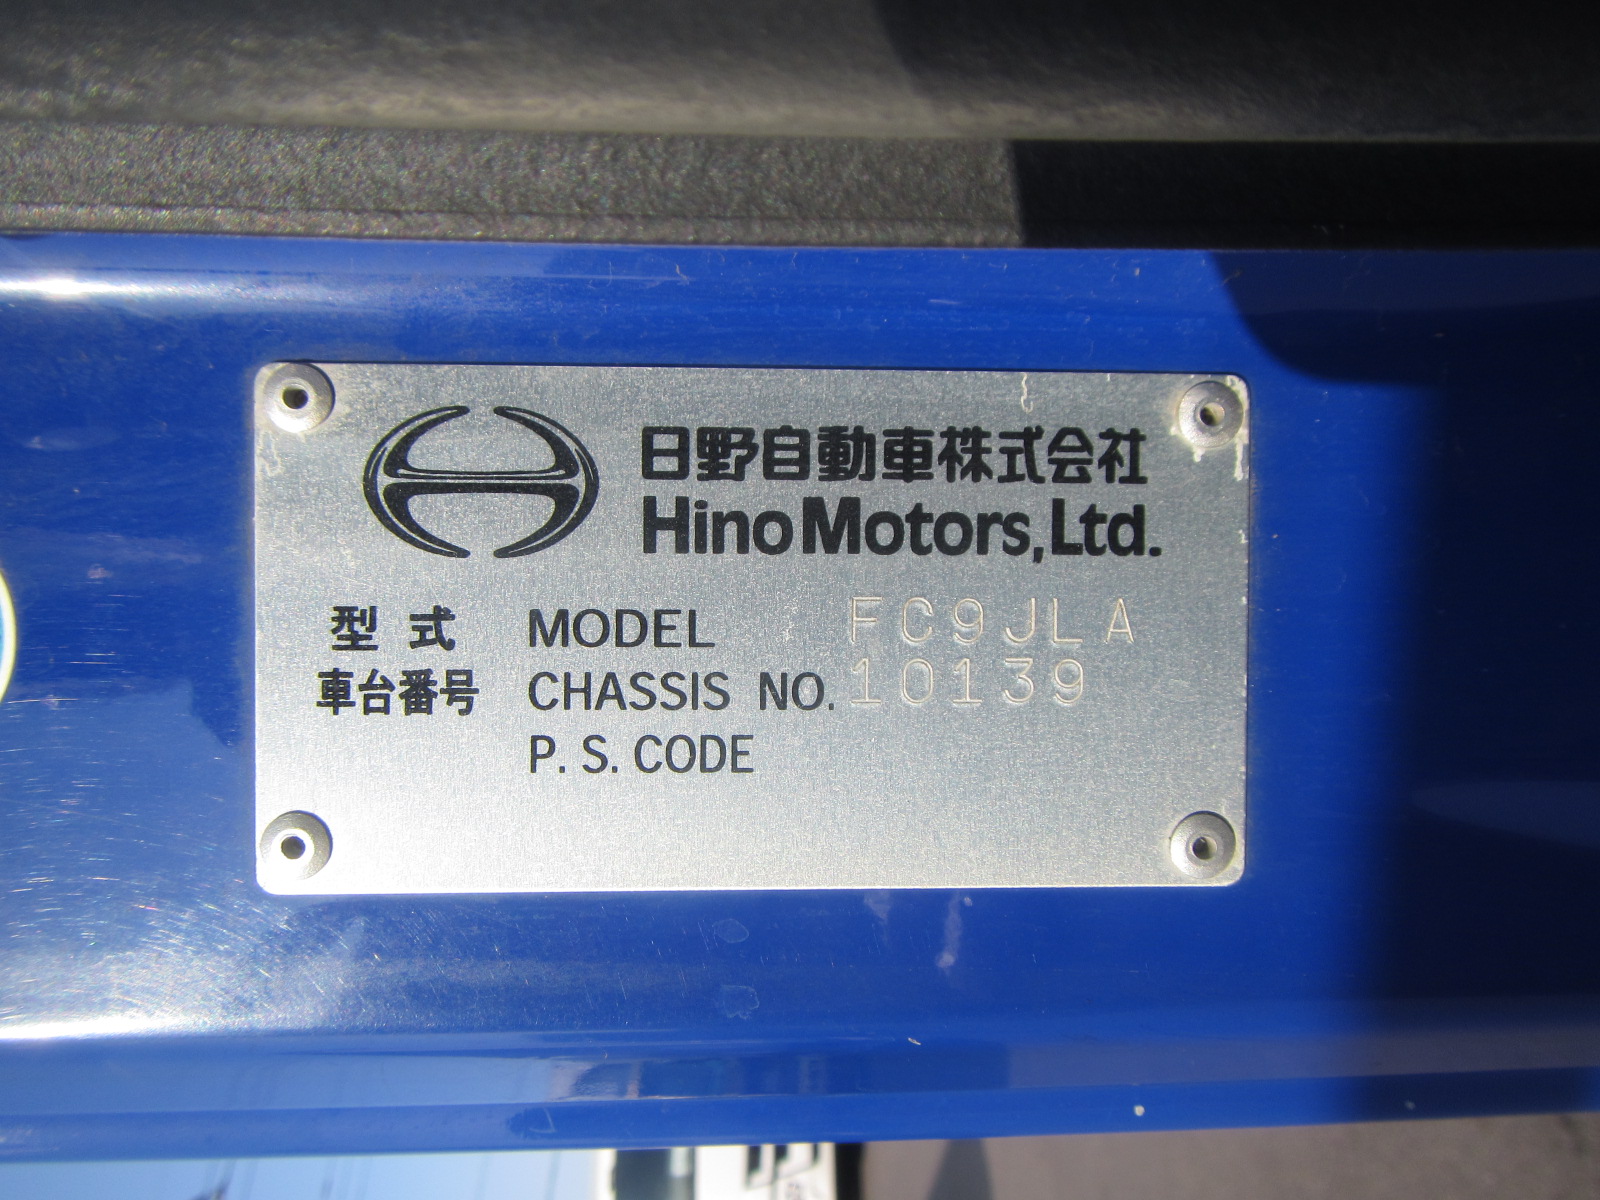 日野自動車株式会社
Hino Motors, Ltd.
型式 MODEL FC9JLA
車台番号 CHASSIS NO. 10139
P. S. CODE